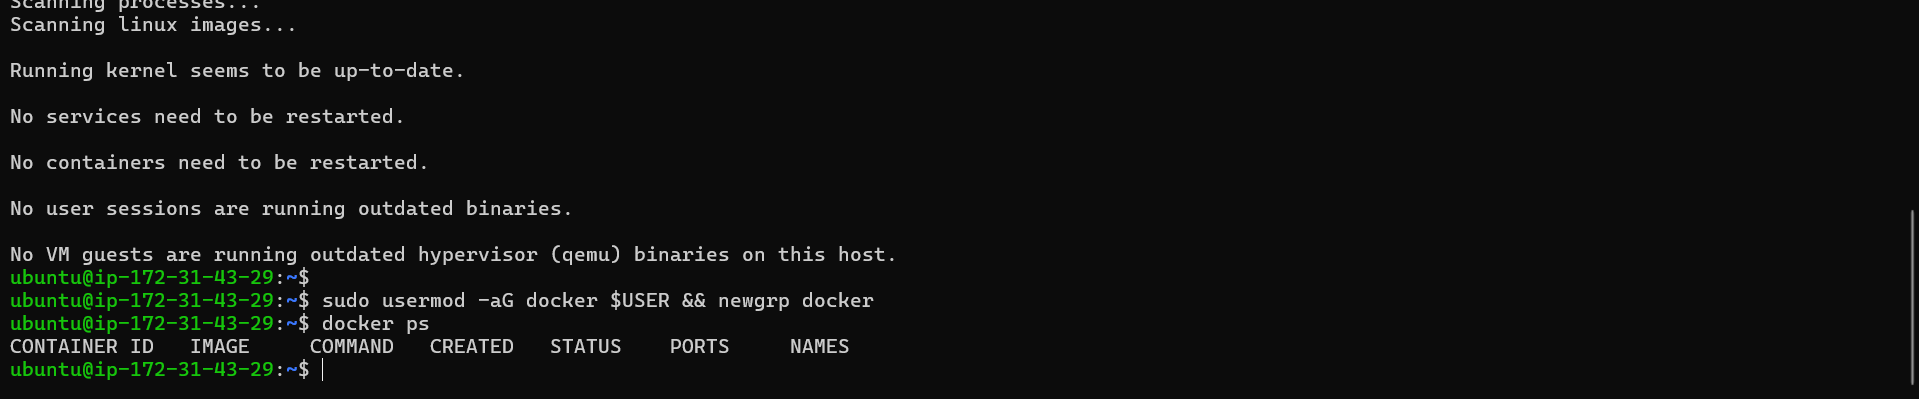 Scanning processes...
Scanning linux images...
Running kernel seems to be up-to-date.
No services need to be restarted.
No containers need to be restarted.
No user sessions are running outdated binaries.
No VM guests are running outdated hypervisor (qemu) binaries on this host.
ubuntu@ip-172-31-43-29:~$
ubuntu@ip-172-31-43-29:~$ sudo usermod -aG docker $USER && newgrp docker
ubuntu@ip-172-31-43-29:~$ docker ps
CONTAINER ID   IMAGE     COMMAND   CREATED   STATUS    PORTS     NAMES
ubuntu@ip-172-31-43-29:~$